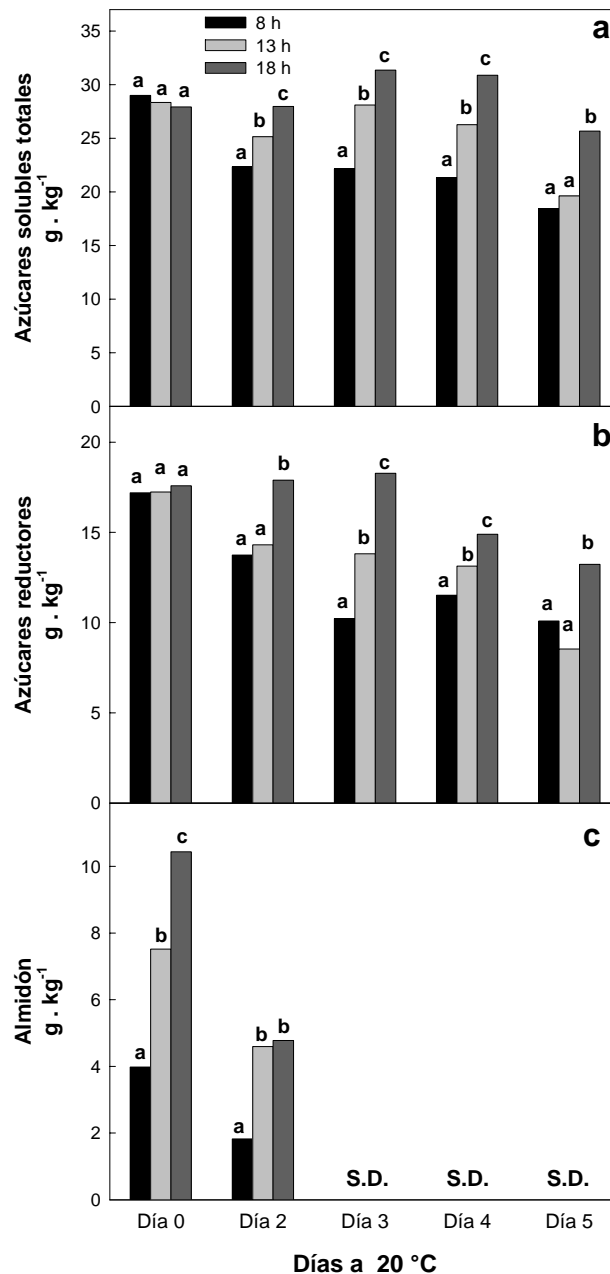 8 h
13 h
18 h
a
Azúcares solubles totales
g . kg-1
35
30
25
20
15
10
5
0
a a a
a b c
a b c
a b c
a a b
b
Azúcares reductores
g . kg-1
20
15
10
5
0
a a a
a a b
a b c
a b c
a a b
c
Almidón
g . kg-1
10
8
6
4
2
0
a b c
a b b
S.D. S.D. S.D.
Día 0 Día 2 Día 3 Día 4 Día 5
Días a 20 °C